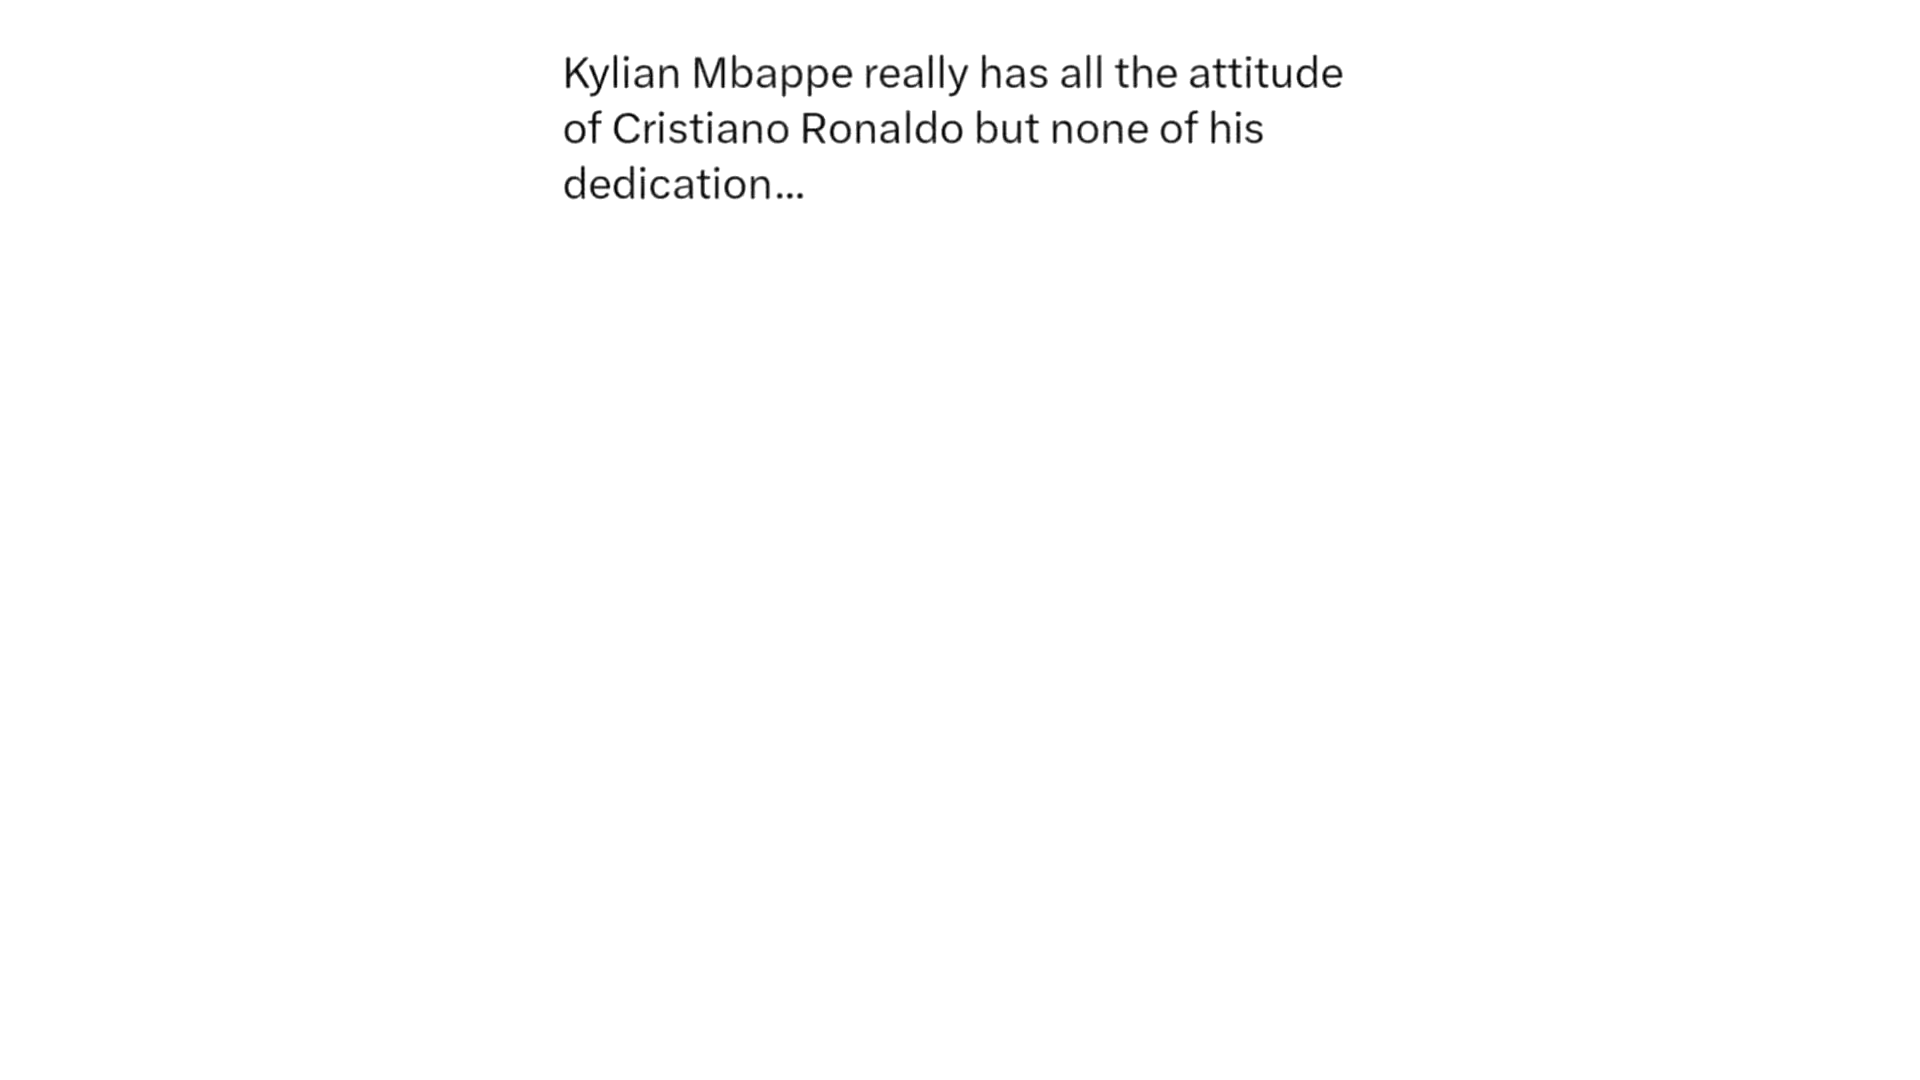 Kylian Mbappe really has all the attitude
of Cristiano Ronaldo but none of his
dedication...